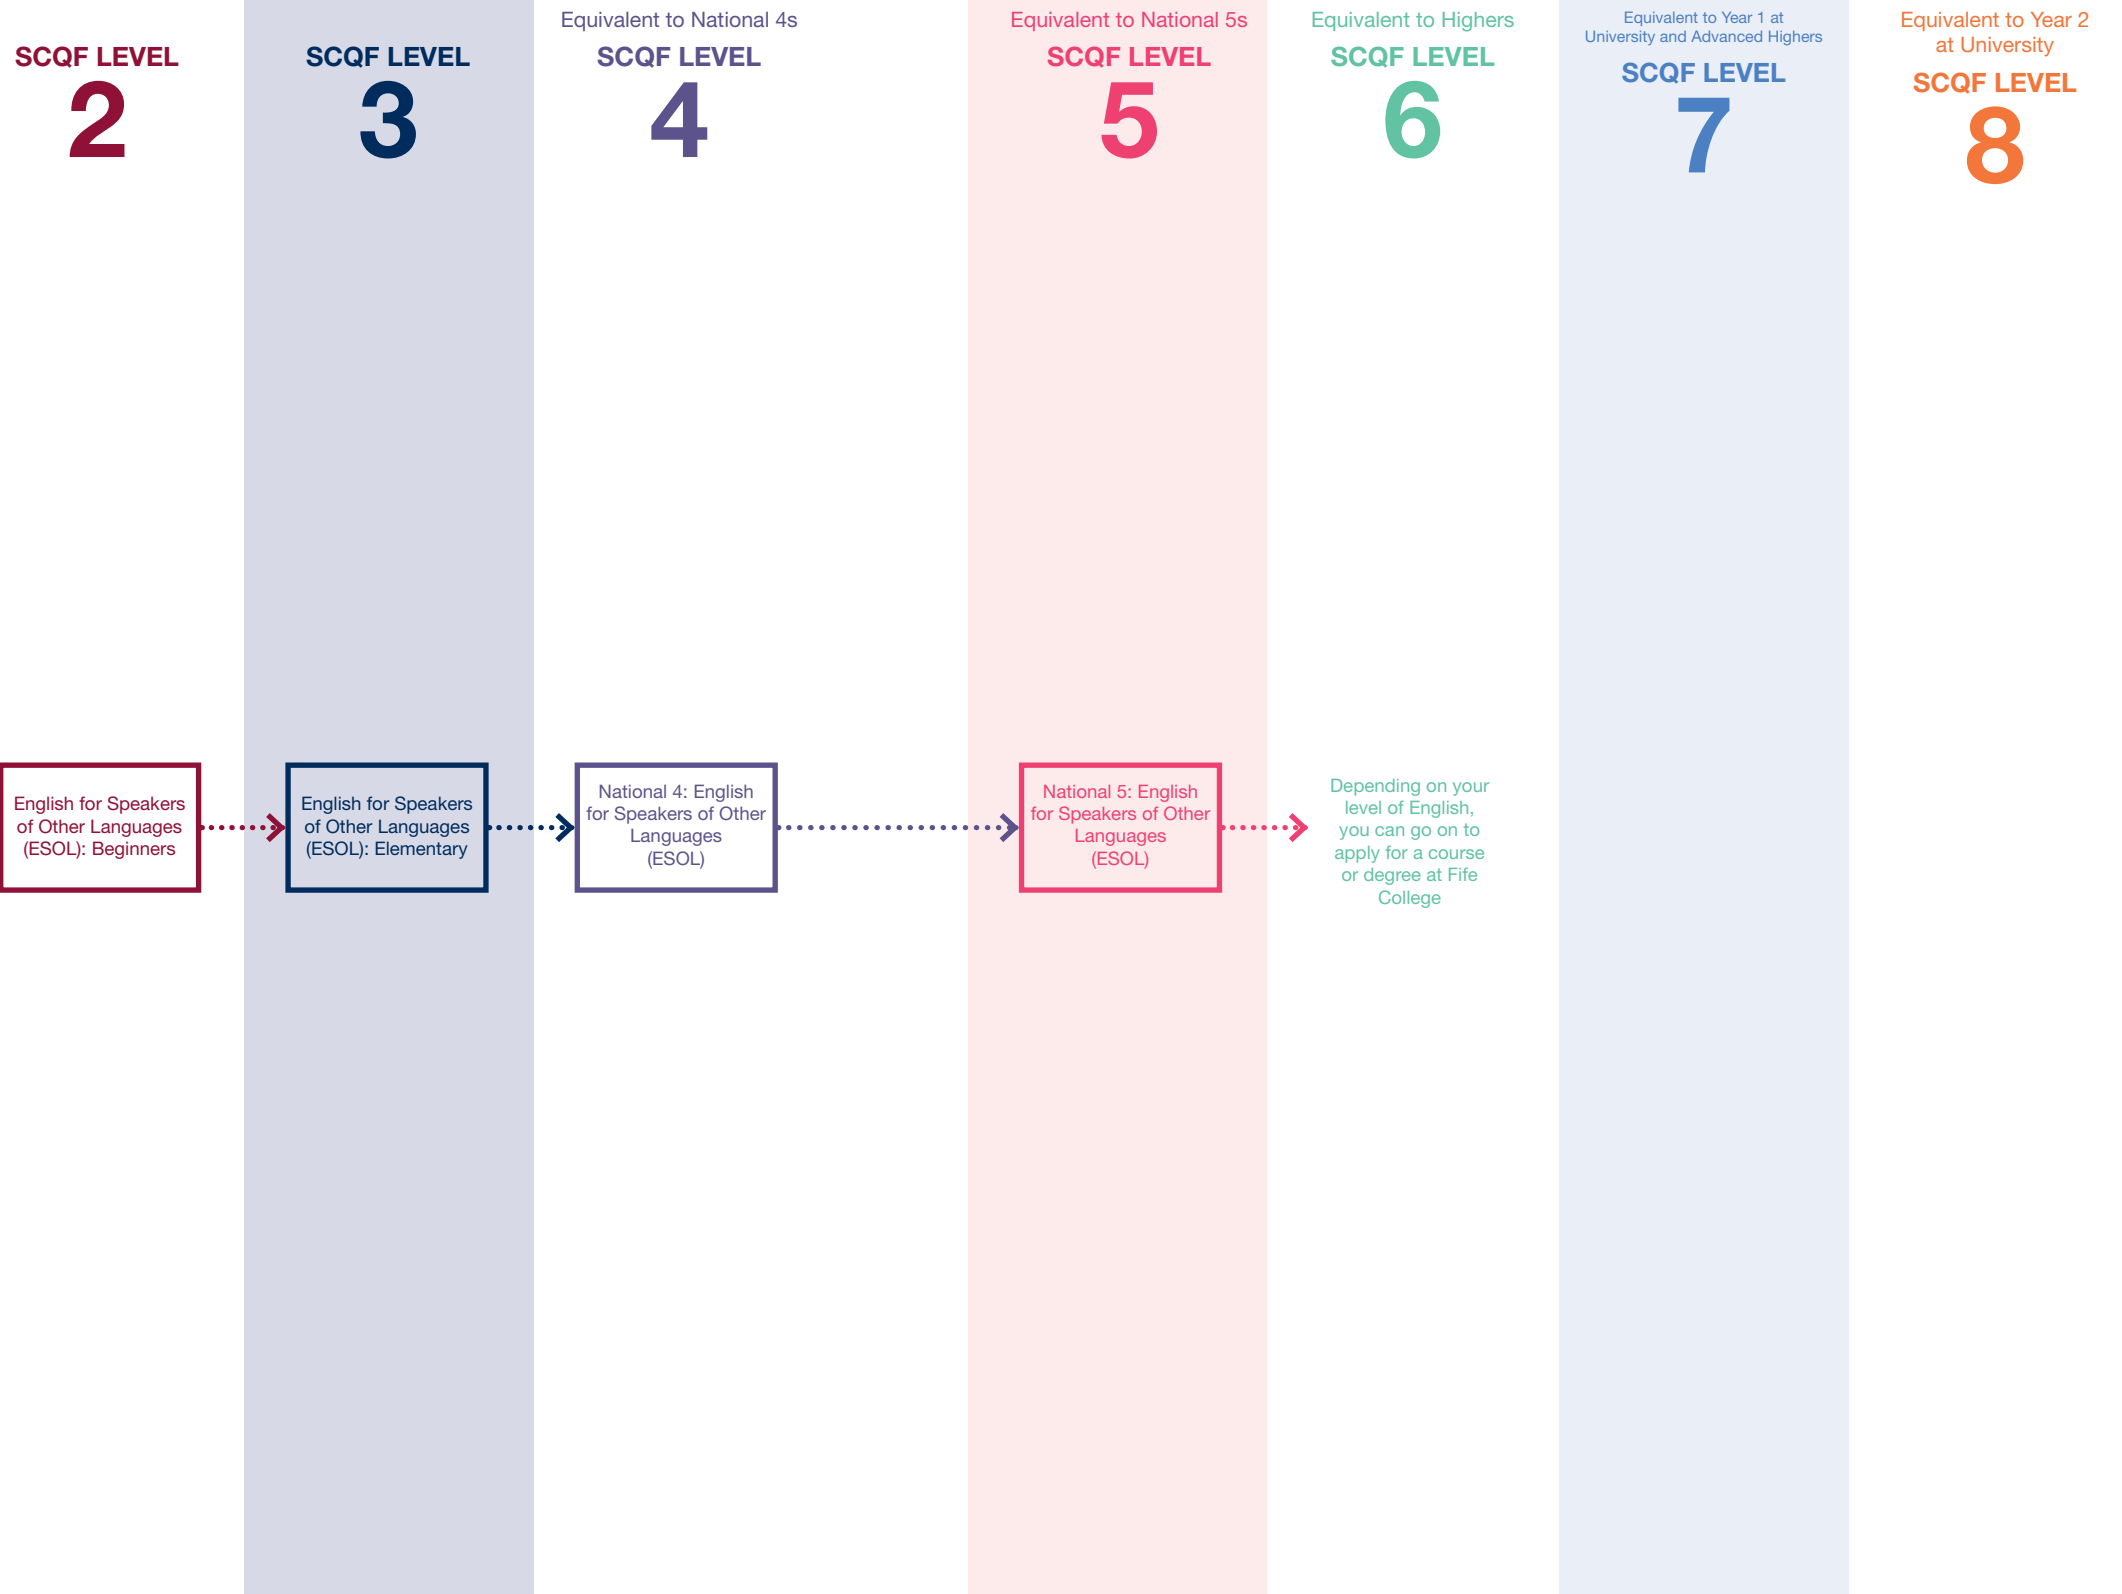 SCQF LEVEL
2
SCQF LEVEL
3
Equivalent to National 4s
SCQF LEVEL
4
Equivalent to National 5s
SCQF LEVEL
5
Equivalent to Highers
SCQF LEVEL
6
Equivalent to Year 1 at
University and Advanced Highers
SCQF LEVEL
7
Equivalent to Year 2
at University
SCQF LEVEL
8
English for Speakers
of Other Languages
(ESOL): Beginners
English for Speakers
of Other Languages
(ESOL): Elementary
National 4: English
for Speakers of Other
Languages
(ESOL)
National 5: English
for Speakers of Other
Languages
(ESOL)
Depending on your
level of English,
you can go on to
apply for a course
or degree at Fife
College